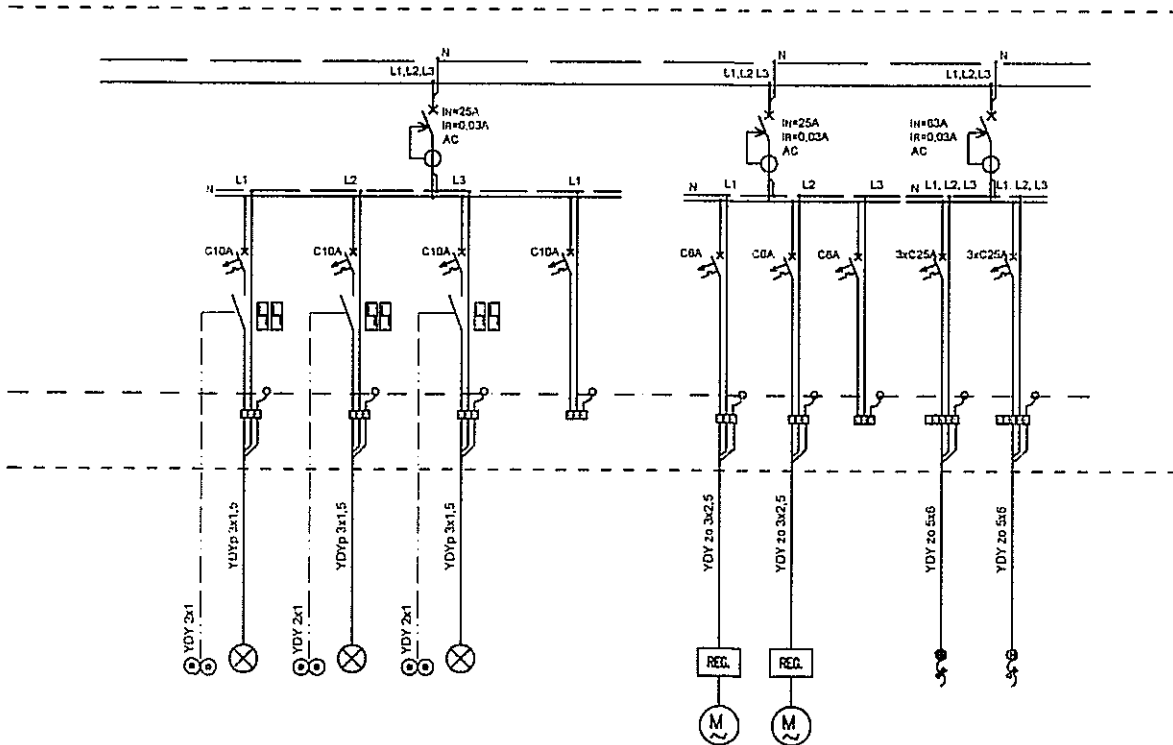 N
N
N
L1,L2,L3
L1,L2 L3
L1,L2,L3
IN=25A
IR=0,03A
AC
IN=25A
IR=0,03A
AC
IN=63A
IR=0,03A
AC
N
L1
L2
L3
L1
N
L1
L2
L3
N
L1, L2, L3
L1, L2, L3
C10A
C10A
C10A
C10A
C6A
C6A
C6A
3xC25A
3xC25A
YDY 2x1
YDYp 3x1,5
YDY 2x1
YDYp 3x1,5
YDY 2x1
YDYp 3x1,5
YDY żo 3x2,5
YDY żo 3x2,5
YDY żo 5x6
YDY żo 5x6
REG.
REG.
M
~
M
~